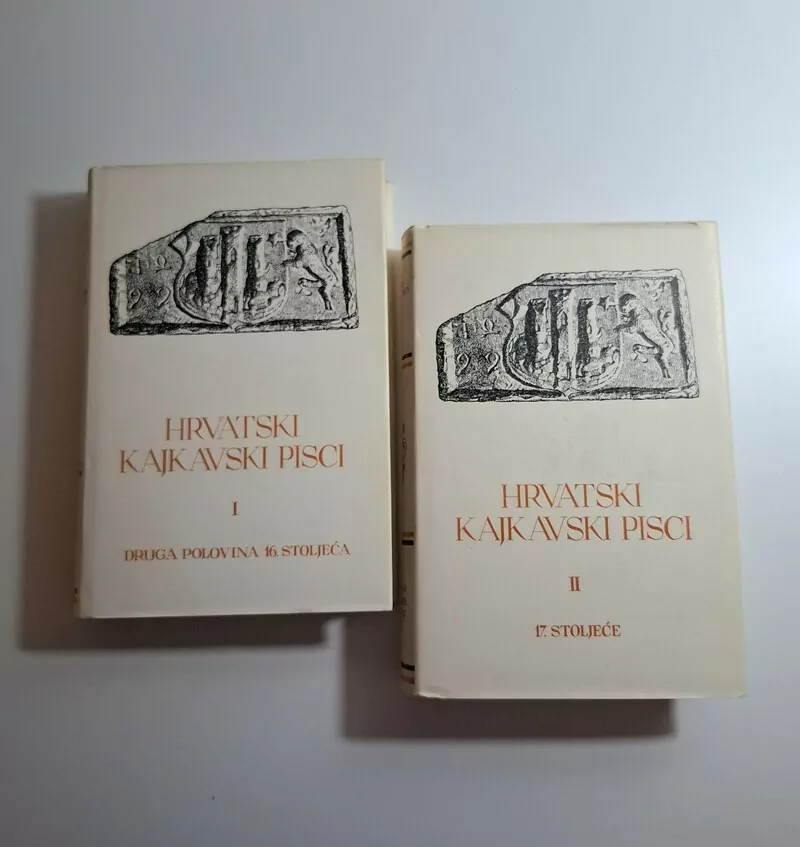 HRVATSKI
KAJKAVSKI PISCI
I
DRUGA POLOVINA 16. STOLJEĆA
HRVATSKI
KAJKAVSKI PISCI
II
17. STOLJEĆE